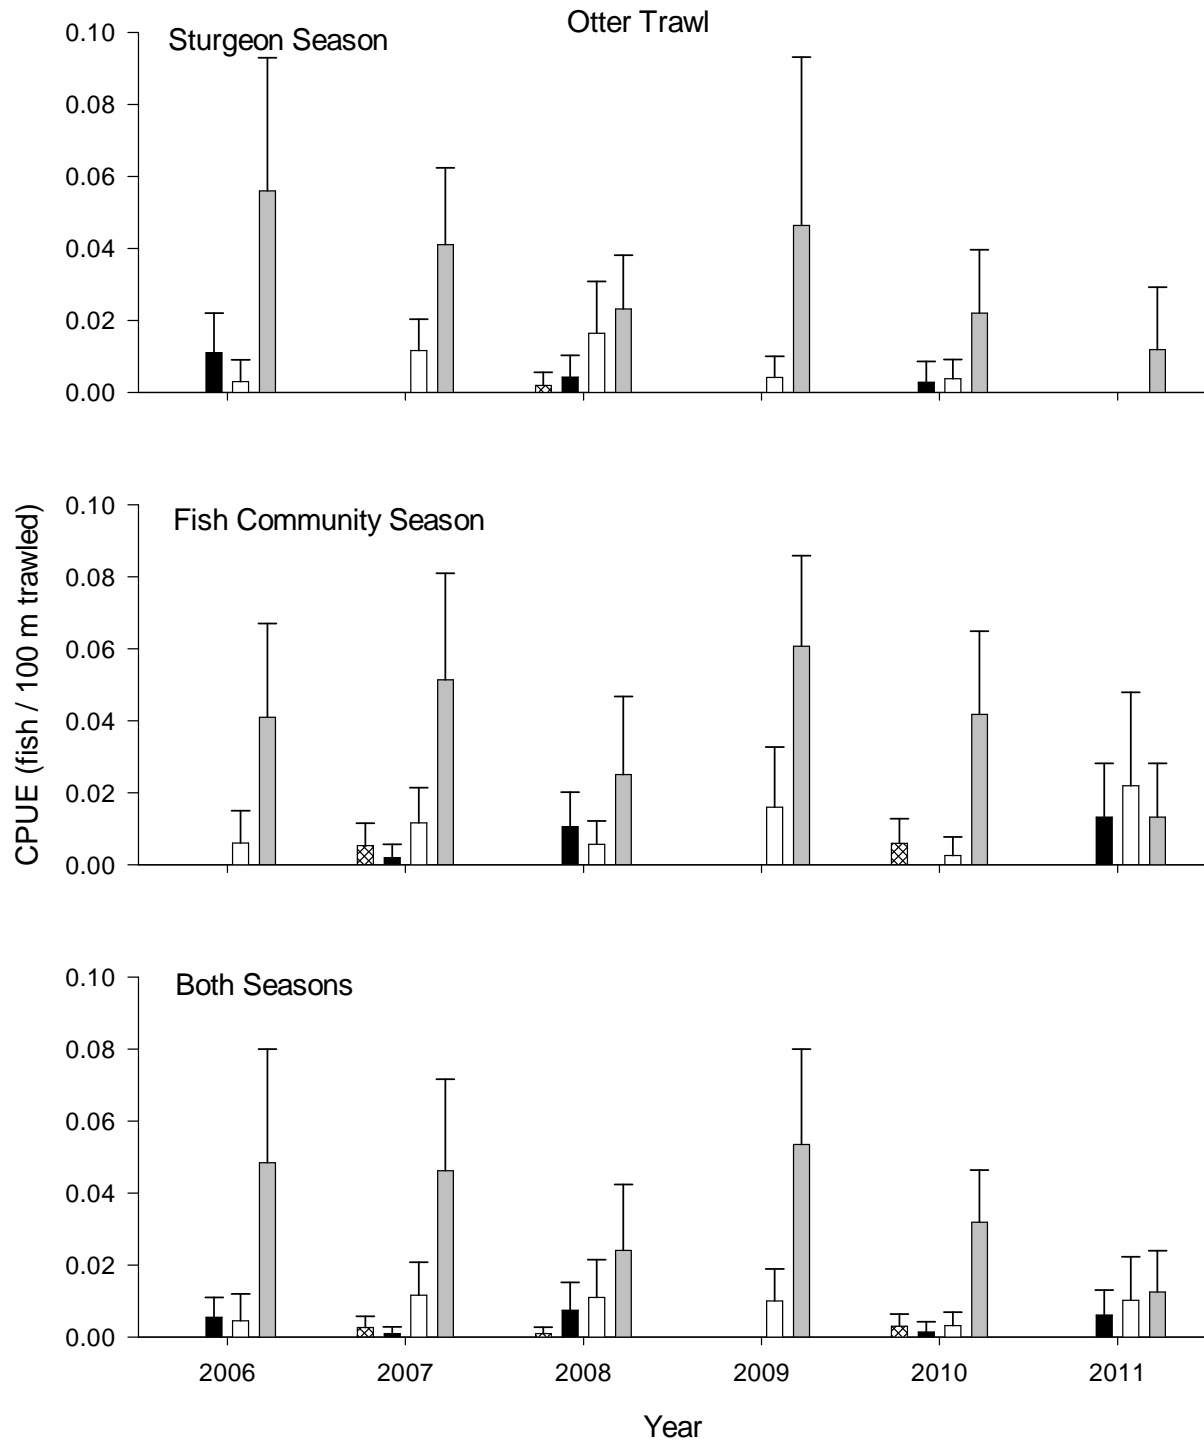 Otter Trawl
Sturgeon Season
0.10
0.08
0.06
0.04
0.02
0.00
Fish Community Season
0.10
0.08
0.06
0.04
0.02
0.00
CPUE (fish / 100 m trawled)
Both Seasons
0.10
0.08
0.06
0.04
0.02
0.00
2006 2007 2008 2009 2010 2011
Year